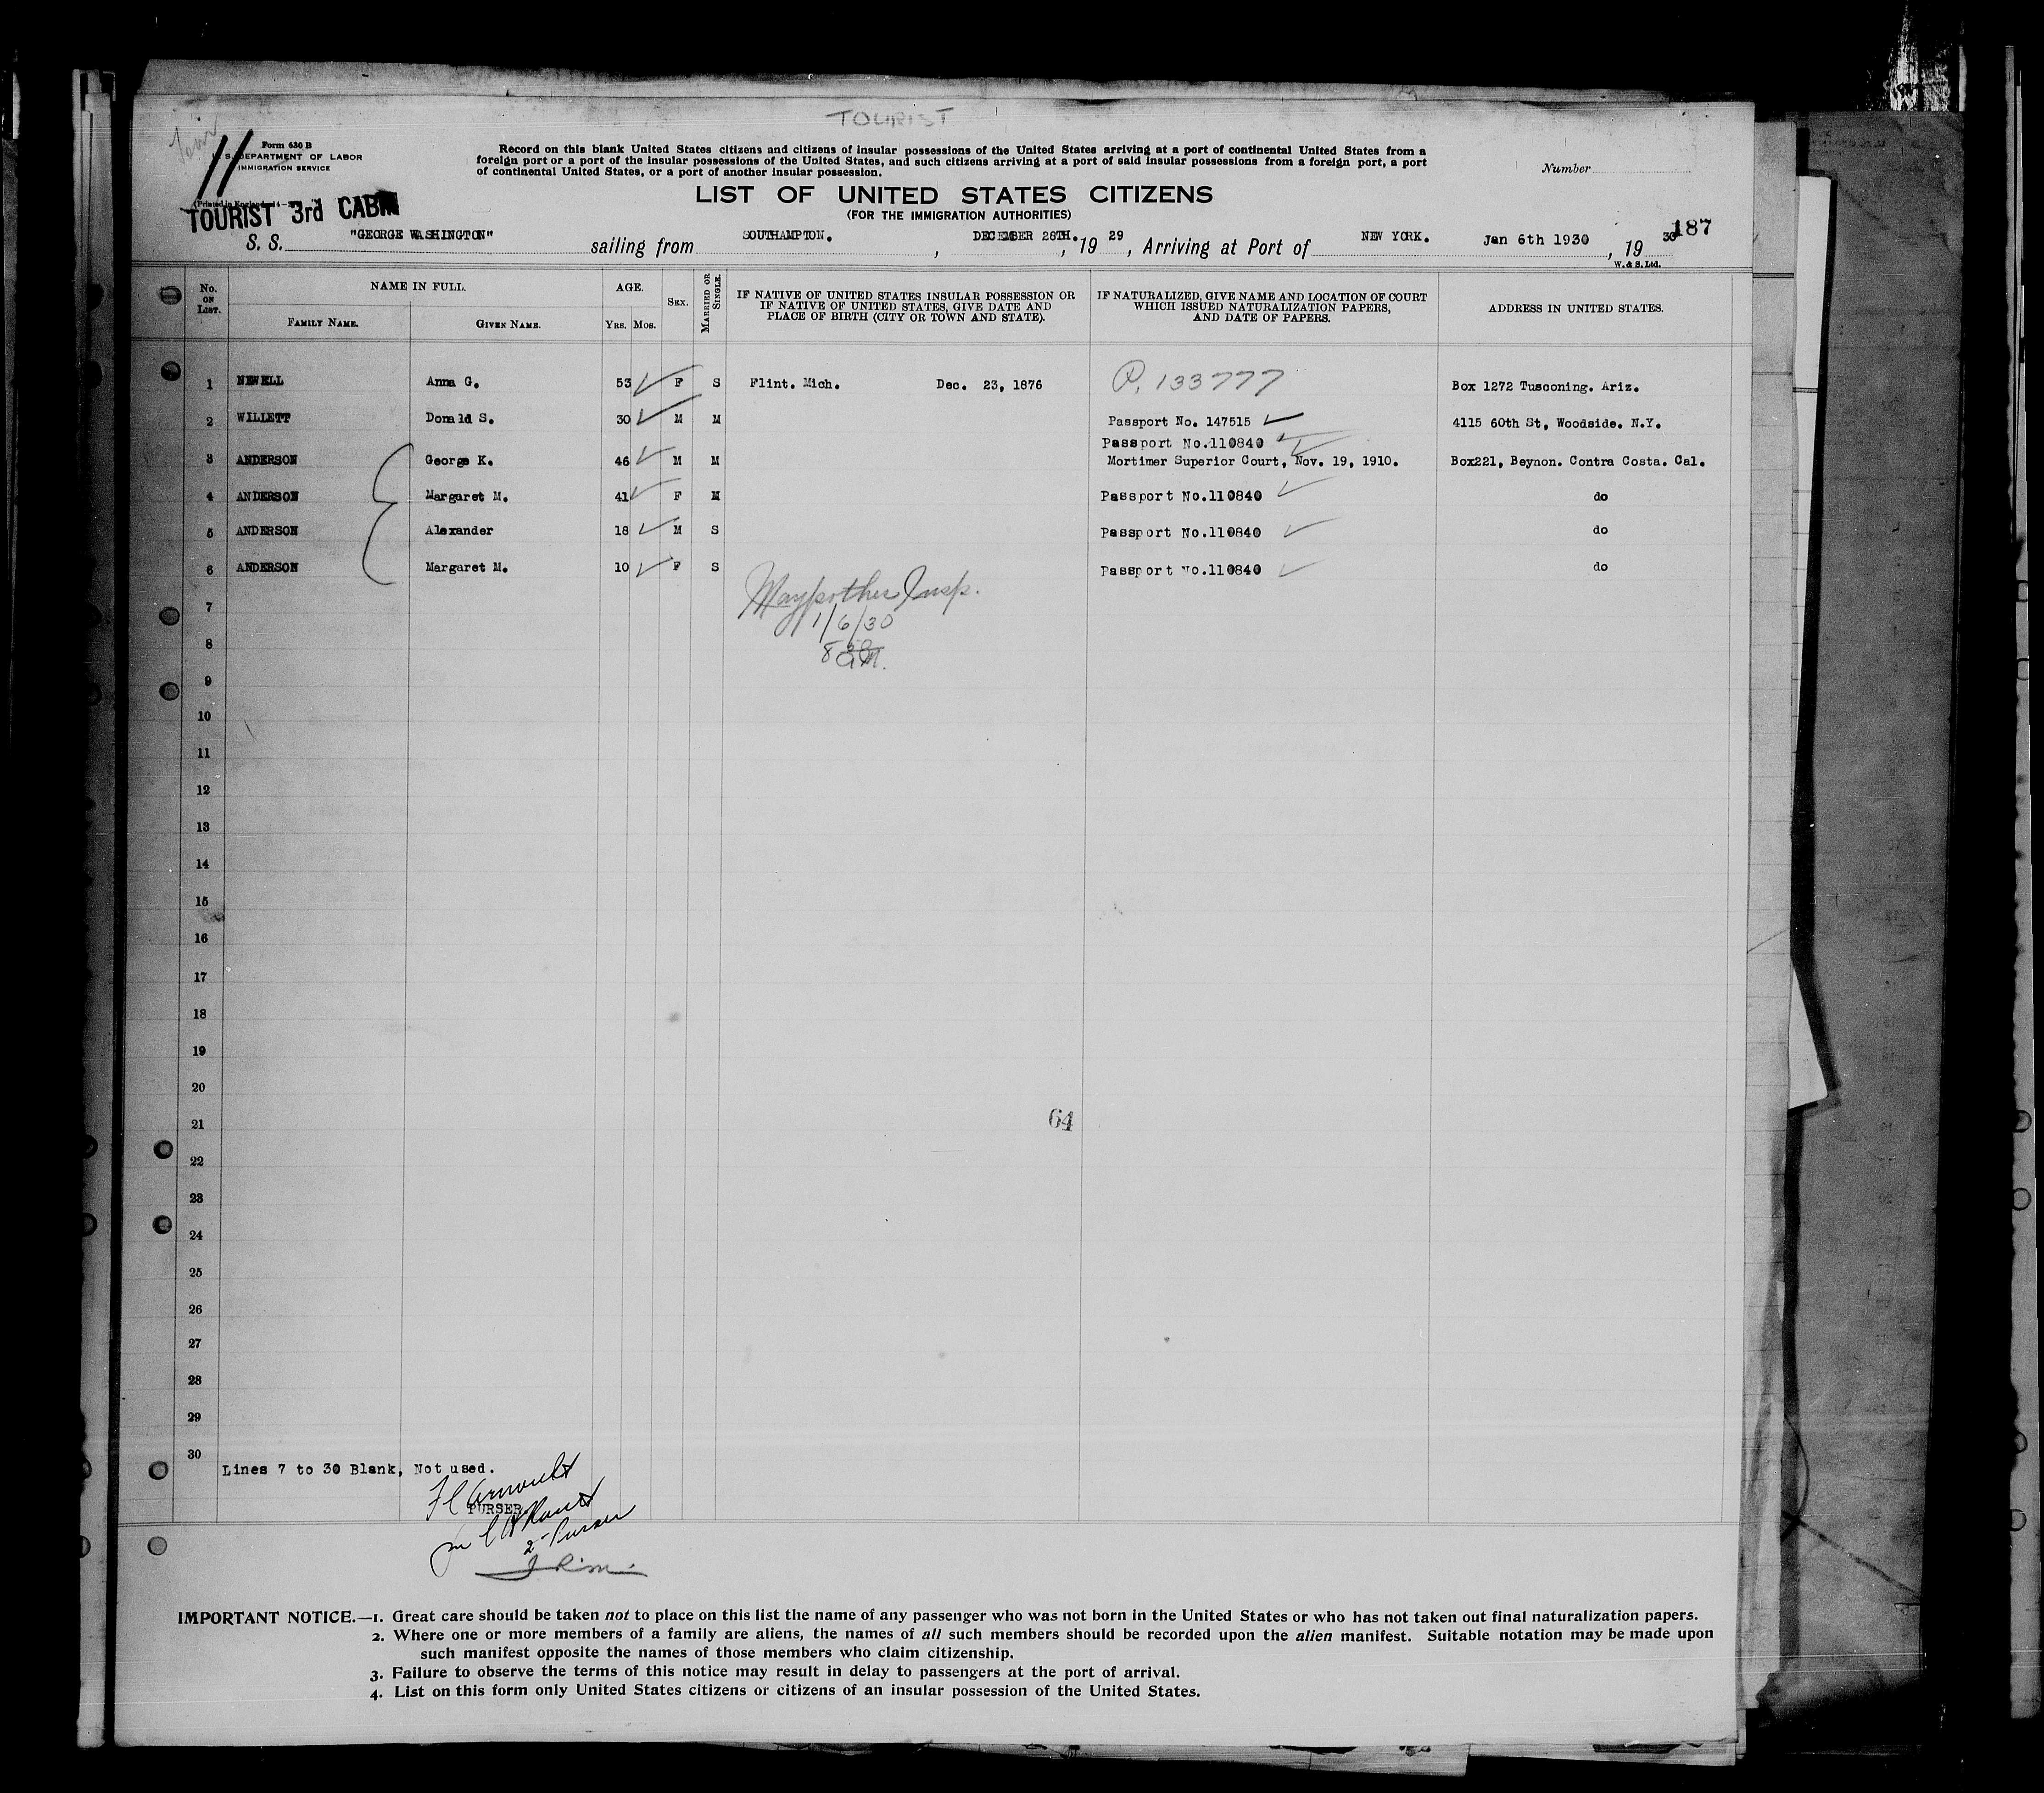 TOURIST
Form 630 B
U. S. DEPARTMENT OF LABOR
IMMIGRATION SERVICE
TOURIST 3rd CABIN
Record on this blank United States citizens and citizens of insular possessions of the United States arriving at a port of continental United States from a
foreign port or a port of the insular possessions of the United States, and such citizens arriving at a port of said insular possessions from a foreign port, a port
of continental United States, or a port of another insular possession.
Number
LIST OF UNITED STATES CITIZENS
(FOR THE IMMIGRATION AUTHORITIES)
187
S. S. "GEORGE WASHINGTON" sailing from SOUTHAMPTON. , DECEMBER 28TH. , 19 29 , Arriving at Port of NEW YORK. Jan 6th 1930 , 19 30
W. & S. Ltd.
No. on List. NAME IN FULL. AGE. Sex. Married or Single. IF NATIVE OF UNITED STATES INSULAR POSSESSION OR IF NATIVE OF UNITED STATES, GIVE DATE AND PLACE OF BIRTH (CITY OR TOWN AND STATE). IF NATURALIZED, GIVE NAME AND LOCATION OF COURT WHICH ISSUED NATURALIZATION PAPERS, AND DATE OF PAPERS. ADDRESS IN UNITED STATES.
Family Name. Given Name. Yrs. Mos.
1 NEWELL Anna G. 53 F S Flint. Mich. Dec. 23, 1876 P. 133777 Box 1272 Tusconing. Ariz.
2 WILLETT Donald S. 30 M M Passport No. 147515 4115 60th St, Woodside. N.Y.
Passport No.110840
3 ANDERSON George K. 46 M M Mortimer Superior Court, Nov. 19, 1910. Box221, Beynon. Contra Costa. Cal.
4 ANDERSON Margaret M. 41 F M Passport No.110840 do
5 ANDERSON Alexander 18 M S Passport No.110840 do
6 ANDERSON Margaret M. 10 F S Passport No.110840 do
Maypother Insp.
7
1/6/30
8
8 30 AM.
9
10
11
12
13
14
15
16
17
18
19
20
64
21
22
23
24
25
26
27
28
29
30
Lines 7 to 30 Blank, Not used.
PURSER
2-Purser
IMPORTANT NOTICE.—1. Great care should be taken not to place on this list the name of any passenger who was not born in the United States or who has not taken out final naturalization papers.
2. Where one or more members of a family are aliens, the names of all such members should be recorded upon the alien manifest. Suitable notation may be made upon
such manifest opposite the names of those members who claim citizenship.
3. Failure to observe the terms of this notice may result in delay to passengers at the port of arrival.
4. List on this form only United States citizens or citizens of an insular possession of the United States.